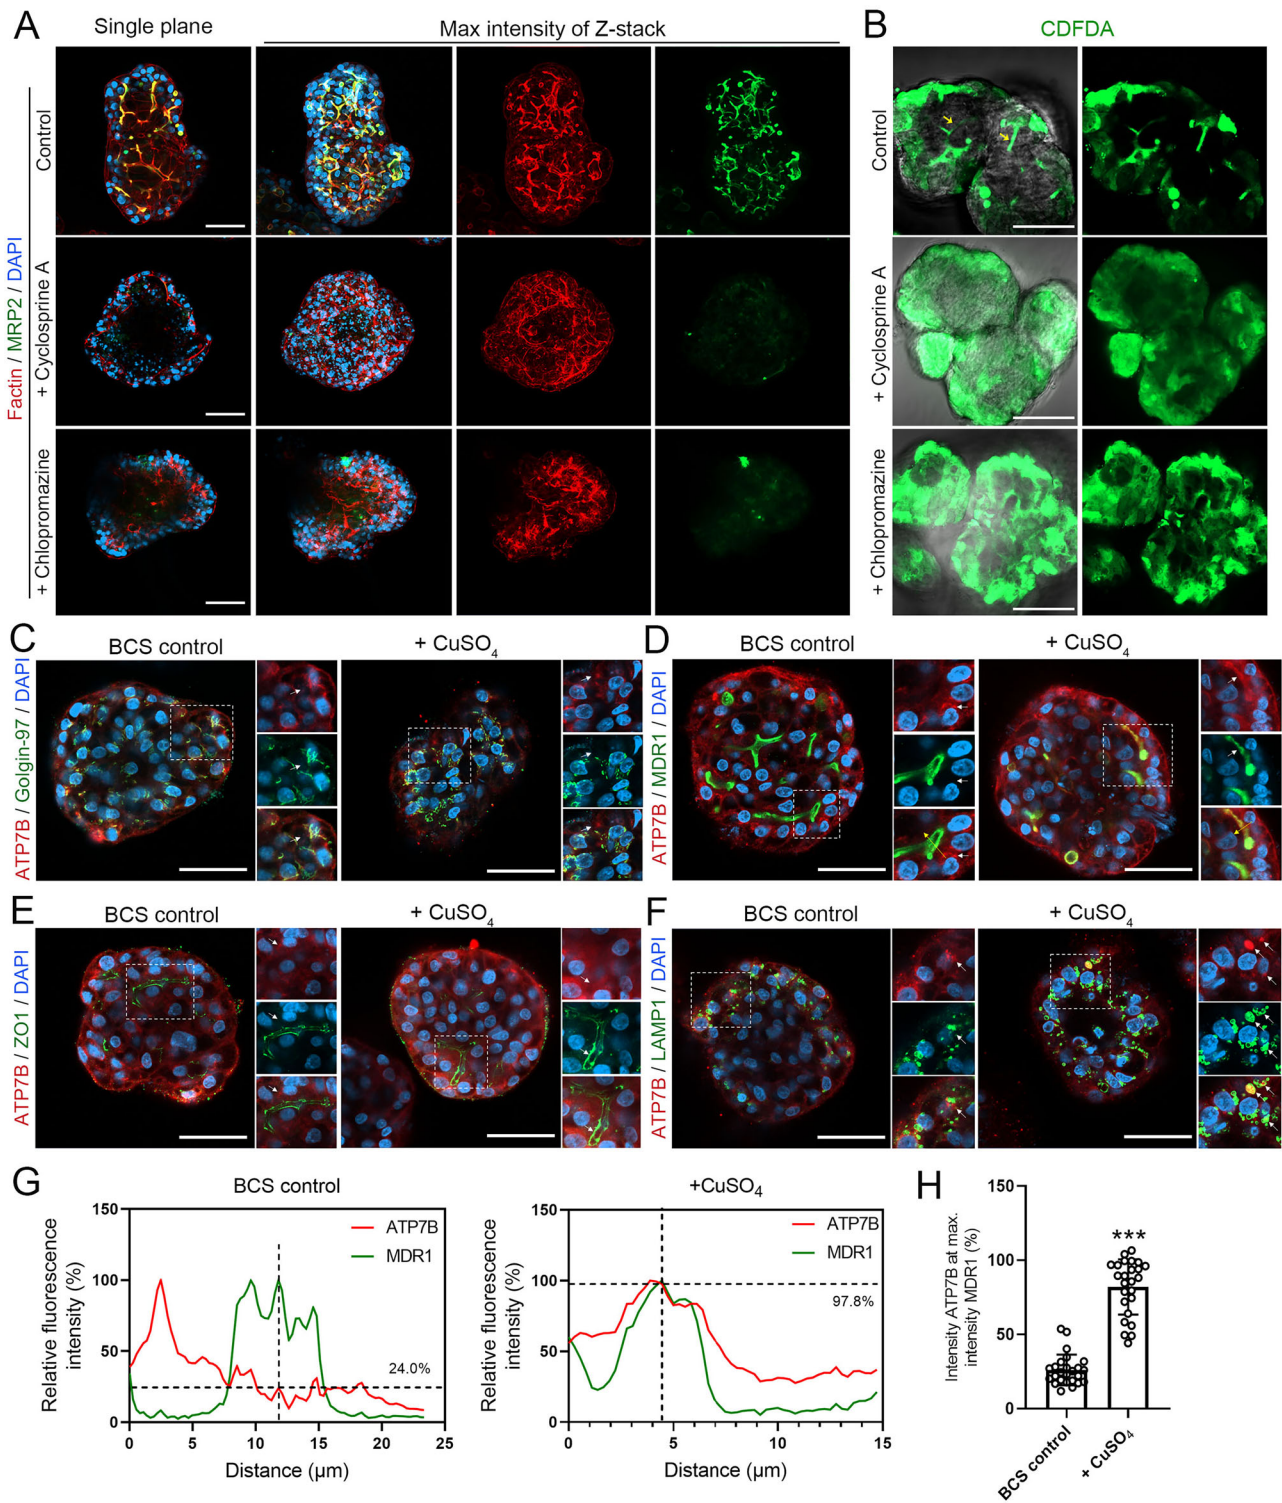 A
Single plane
Max intensity of Z-stack
Factin / MRP2 / DAPI
Control
+ Cyclosprine A
+ Chlopromazine
B
CDFDA
Control
+ Cyclosprine A
+ Chlopromazine
C
BCS control
+ CuSO₄
ATP7B / Golgin-97 / DAPI
D
BCS control
+ CuSO₄
ATP7B / MDR1 / DAPI
E
BCS control
+ CuSO₄
ATP7B / ZO1 / DAPI
F
BCS control
+ CuSO₄
ATP7B / LAMP1 / DAPI
G
BCS control
Relative fluorescence
intensity (%)
150
100
50
0
ATP7B
MDR1
24.0%
0 5 10 15 20 25
Distance (µm)
+CuSO₄
Relative fluorescence
intensity (%)
150
100
50
0
ATP7B
MDR1
97.8%
0 5 10 15
Distance (µm)
H
Intensity ATP7B at max.
intensity MDR1 (%)
150
100
50
0
***
BCS control
+ CuSO₄